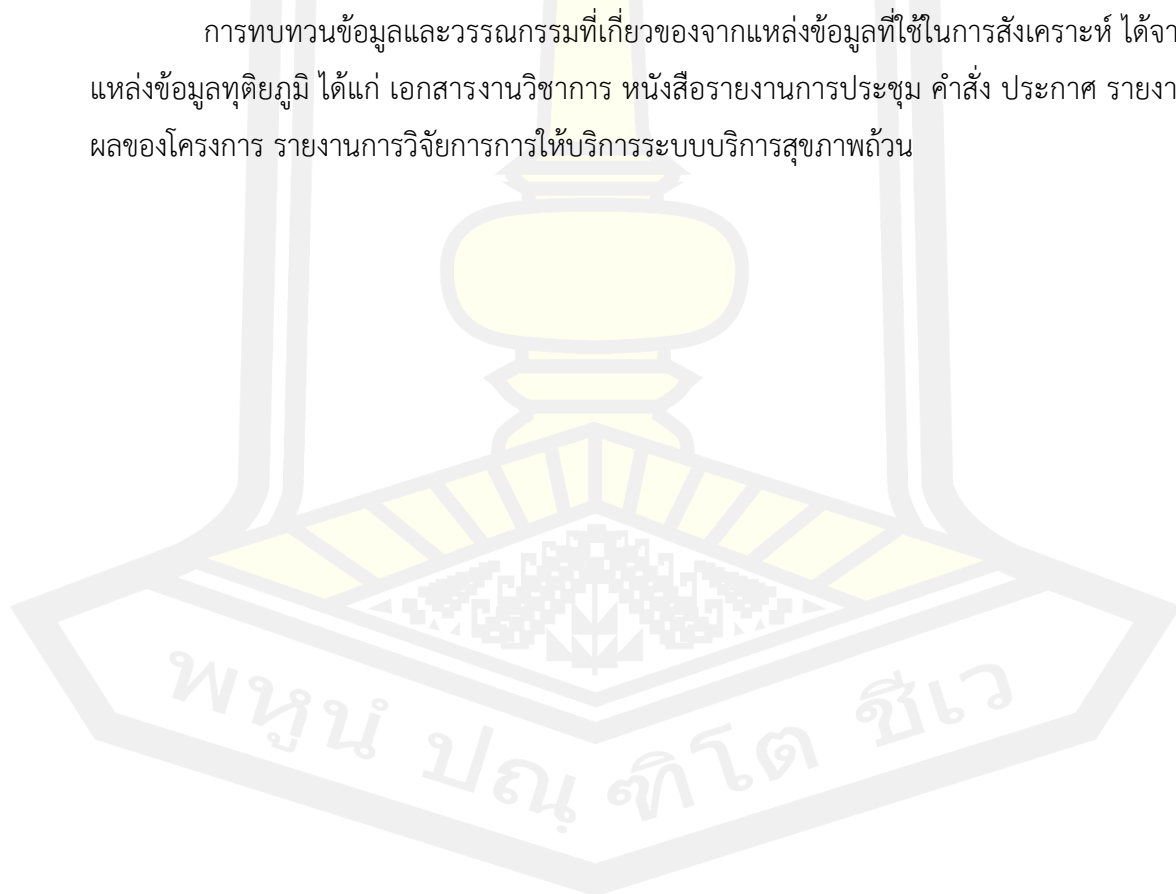 การทบทวนข้อมูลและวรรณกรรมที่เกี่ยวของจากแหล่งข้อมูลที่ใช้ในการสังเคราะห์ ได้จา
แหล่งข้อมูลทุติยภูมิ ได้แก่ เอกสารงานวิชาการ หนังสือรายงานการประชุม คำสั่ง ประกาศ รายงา
ผลของโครงการ รายงานการวิจัยการการให้บริการระบบบริการสุขภาพถ้วน
พหูนํ ปณฺ ฑิโต ชีเว